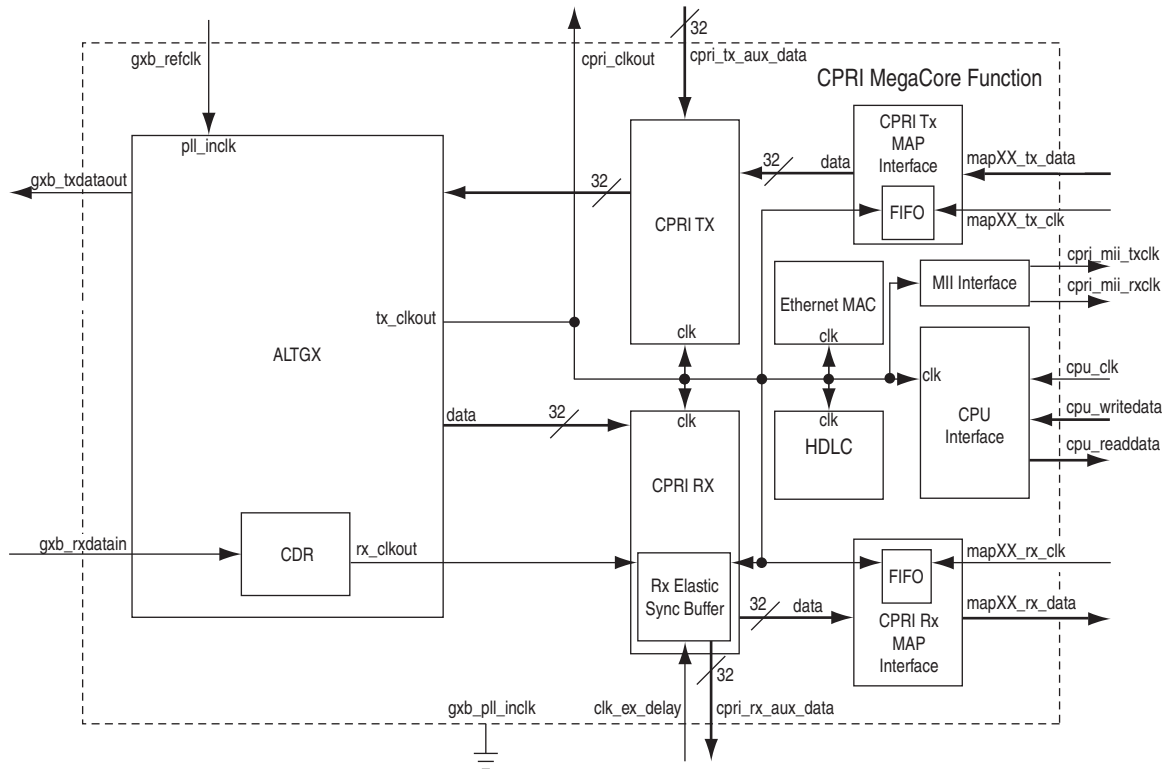 32
gxb_refclk
cpri_clkout
cpri_tx_aux_data
CPRI MegaCore Function
pll_inclk
CPRI Tx
MAP
Interface
gxb_txdataout
32
CPRI TX
32
data
mapXX_tx_data
FIFO
mapXX_tx_clk
cpri_mii_txclk
MII Interface
cpri_mii_rxclk
Ethernet MAC
clk
tx_clkout
clk
ALTGX
clk
cpu_clk
CPU
Interface
cpu_writedata
cpu_readdata
data
32
clk
clk
HDLC
CPRI RX
gxb_rxdatain
CDR
rx_clkout
Rx Elastic
Sync Buffer
mapXX_rx_clk
FIFO
32
data
mapXX_rx_data
CPRI Rx
MAP
Interface
32
gxb_pll_inclk
clk_ex_delay
cpri_rx_aux_data